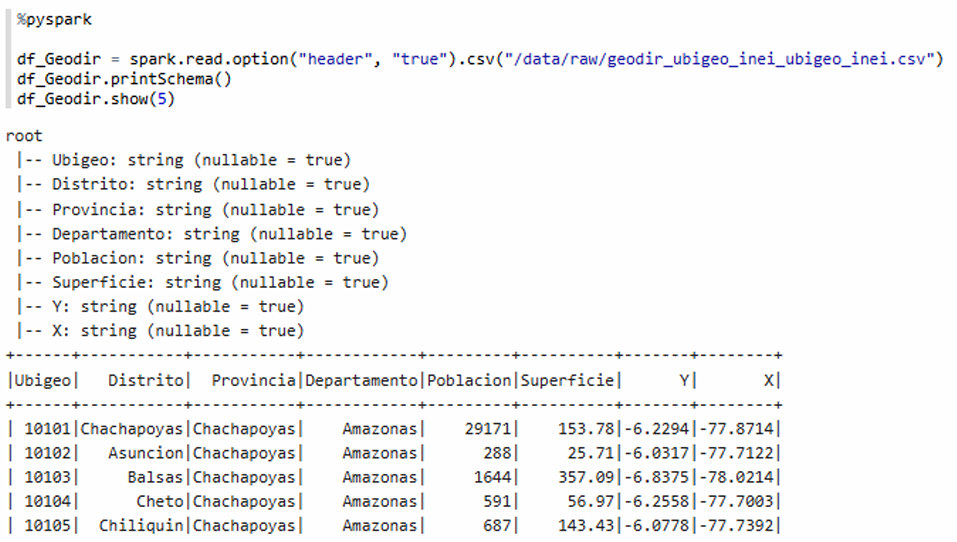 %pyspark
df_Geodir = spark.read.option("header", "true").csv("/data/raw/geodir_ubigeo_inei_ubigeo_inei.csv")
df_Geodir.printSchema()
df_Geodir.show(5)
root
 |-- Ubigeo: string (nullable = true)
 |-- Distrito: string (nullable = true)
 |-- Provincia: string (nullable = true)
 |-- Departamento: string (nullable = true)
 |-- Poblacion: string (nullable = true)
 |-- Superficie: string (nullable = true)
 |-- Y: string (nullable = true)
 |-- X: string (nullable = true)
+------+-----------+-----------+------------+---------+----------+-------+--------+
|Ubigeo|   Distrito|  Provincia|Departamento|Poblacion|Superficie|      Y|       X|
+------+-----------+-----------+------------+---------+----------+-------+--------+
| 10101|Chachapoyas|Chachapoyas|    Amazonas|    29171|    153.78|-6.2294|-77.8714|
| 10102|   Asuncion|Chachapoyas|    Amazonas|      288|     25.71|-6.0317|-77.7122|
| 10103|     Balsas|Chachapoyas|    Amazonas|     1644|    357.09|-6.8375|-78.0214|
| 10104|      Cheto|Chachapoyas|    Amazonas|      591|     56.97|-6.2558|-77.7003|
| 10105|  Chiliquin|Chachapoyas|    Amazonas|      687|    143.43|-6.0778|-77.7392|